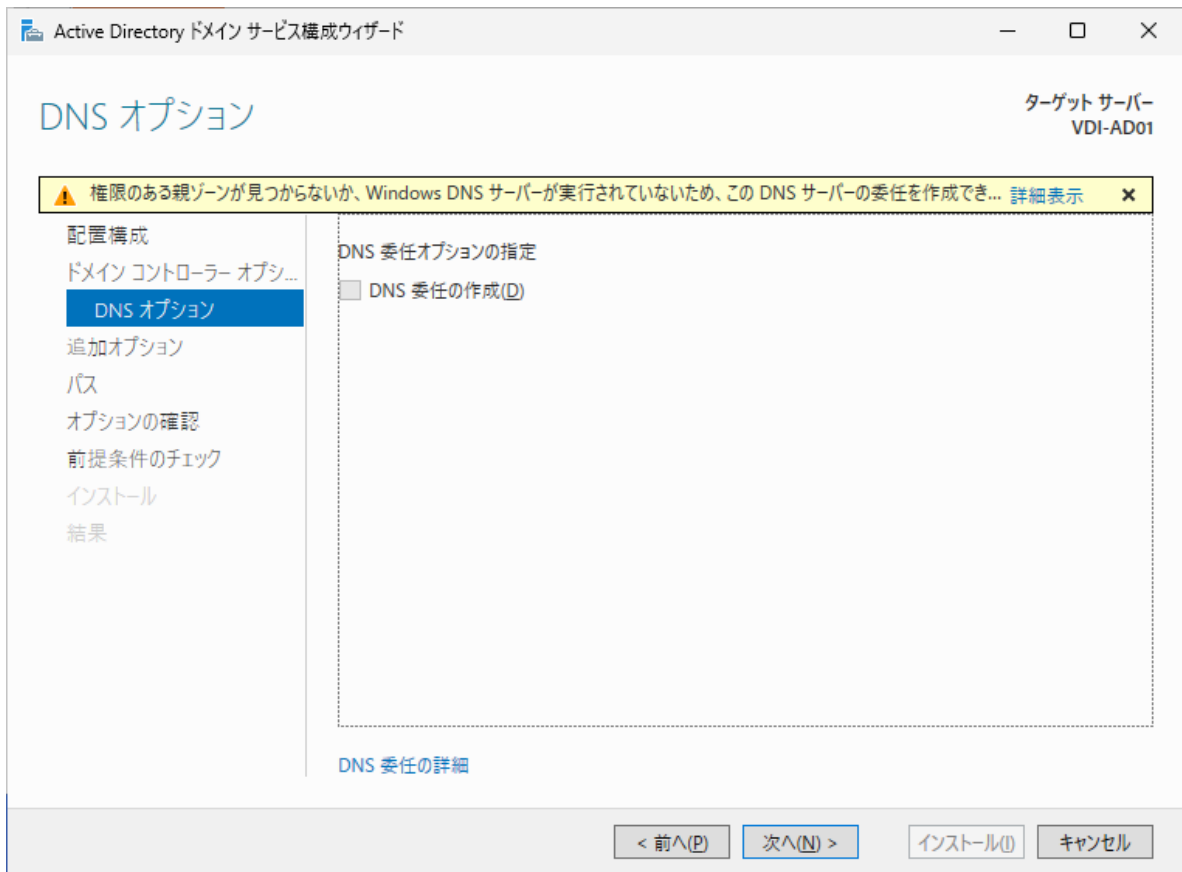 Active Directory ドメイン サービス構成ウィザード
DNS オプション
ターゲット サーバー
VDI-AD01
権限のある親ゾーンが見つからないか、Windows DNS サーバーが実行されていないため、この DNS サーバーの委任を作成でき... 詳細表示
配置構成
ドメイン コントローラー オプシ...
DNS オプション
追加オプション
パス
オプションの確認
前提条件のチェック
インストール
結果
DNS 委任オプションの指定
DNS 委任の作成(D)
DNS 委任の詳細
< 前へ(P)
次へ(N) >
インストール(I)
キャンセル